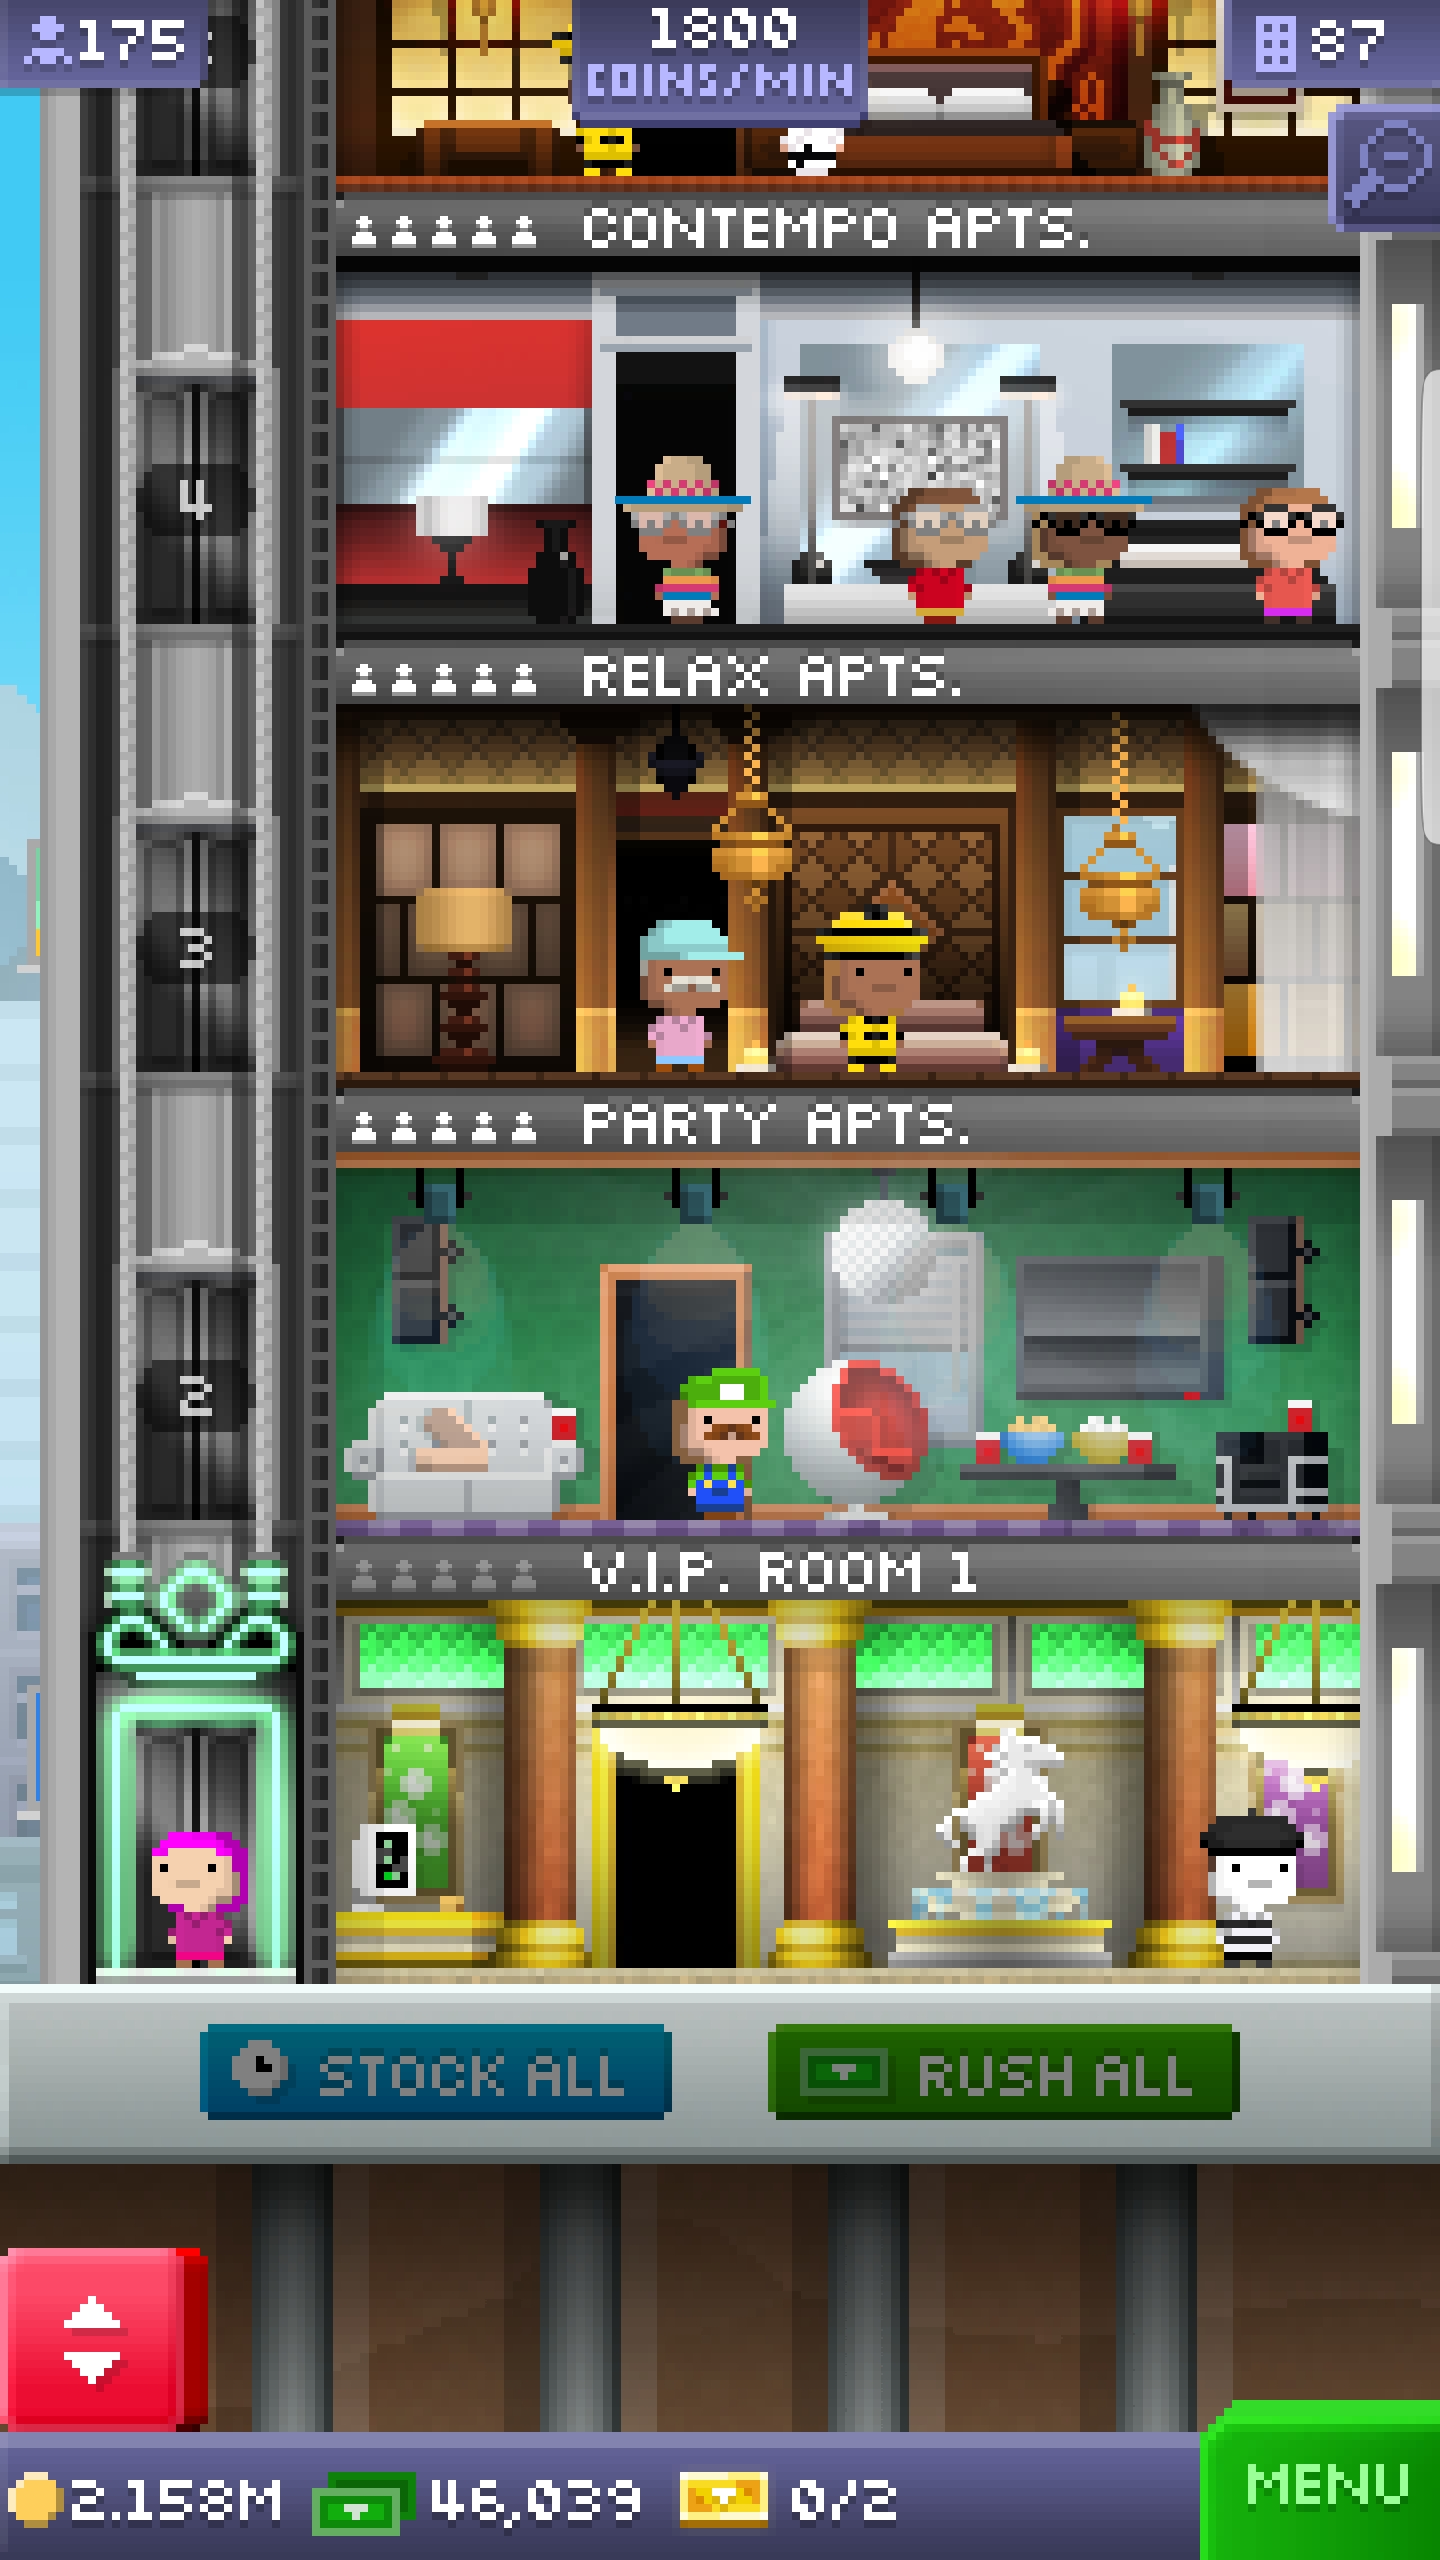 175
1800
COINS/MIN
87
CONTEMPO APTS.
4
RELAX APTS.
3
PARTY APTS.
2
V.I.P. ROOM 1
STOCK ALL
RUSH ALL
2.158M
46,039
0/2
MENU